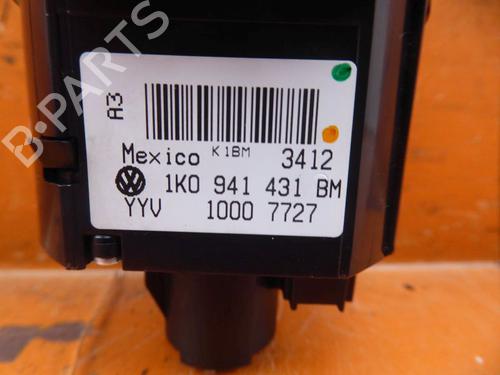 A3
K1BM
Mexico 3412
1K0 941 431 BM
YYV 1000 7727
B-PARTS